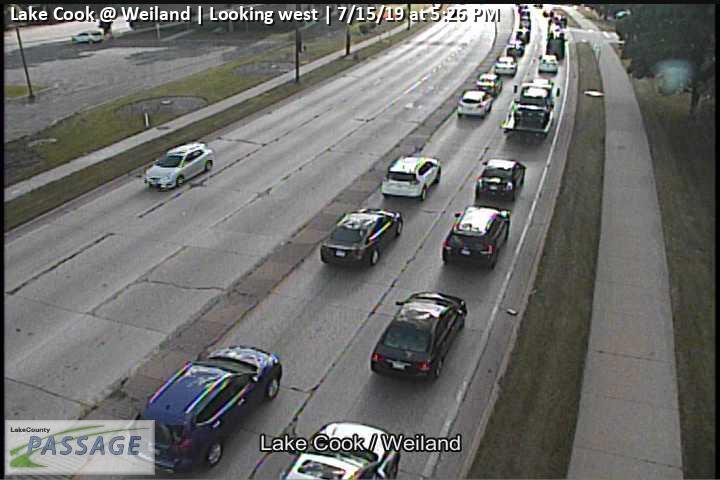 Lake Cook @ Weiland | Looking west | 7/15/19 at 5:26 PM
Lake Cook / Weiland
LakeCounty
PASSAGE